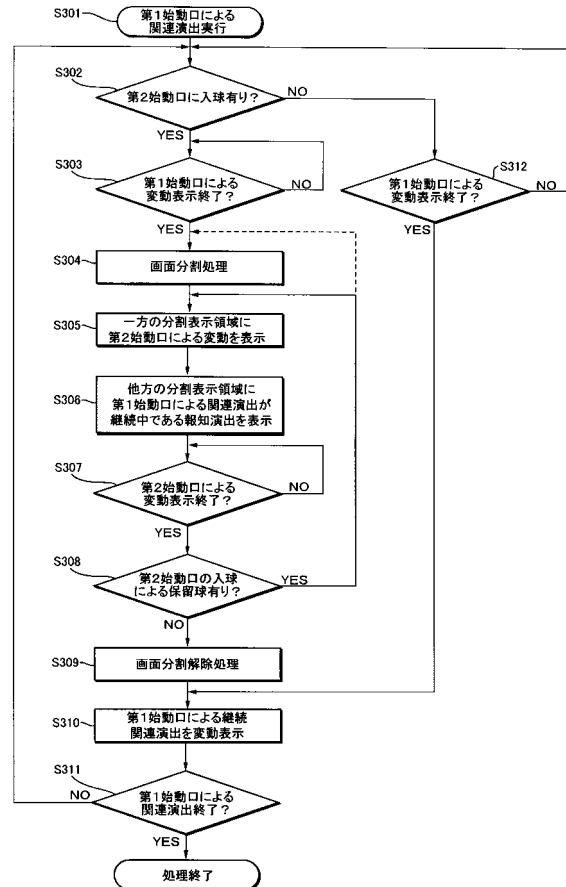 S301
第1始動口による
関連演出実行
S302
第2始動口に入球有り?
NO
YES
S303
第1始動口による
変動表示終了?
NO
YES
S312
第1始動口による
変動表示終了?
NO
YES
S304
画面分割処理
S305
一方の分割表示領域に
第2始動口による変動を表示
S306
他方の分割表示領域に
第1始動口による関連演出が
継続中である報知演出を表示
S307
第2始動口による
変動表示終了?
NO
YES
S308
第2始動口の入球
による保留球有り?
YES
NO
S309
画面分割解除処理
S310
第1始動口による継続
関連演出を変動表示
S311
第1始動口による
関連演出終了?
NO
YES
処理終了